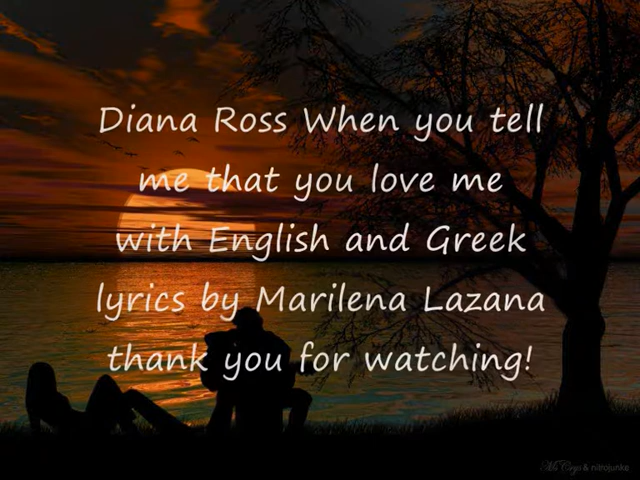 Diana Ross When you tell
me that you love me
with English and Greek
lyrics by Marilena Lazana
thank you for watching!
& nitrojunke